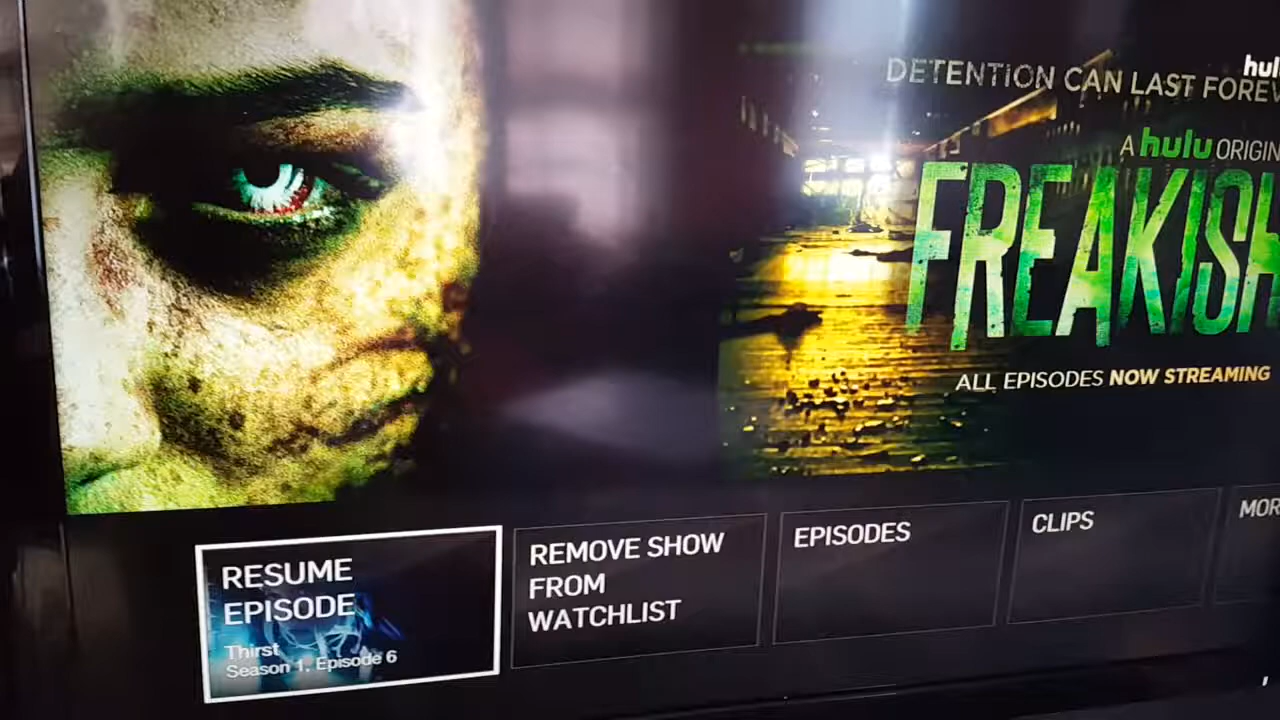 hul
DETENTION CAN LAST FOREV
A hulu ORIGIN
FREAKISH
ALL EPISODES NOW STREAMING
RESUME
EPISODE
Thirst
Season 1, Episode 6
REMOVE SHOW
FROM
WATCHLIST
EPISODES
CLIPS
MOR